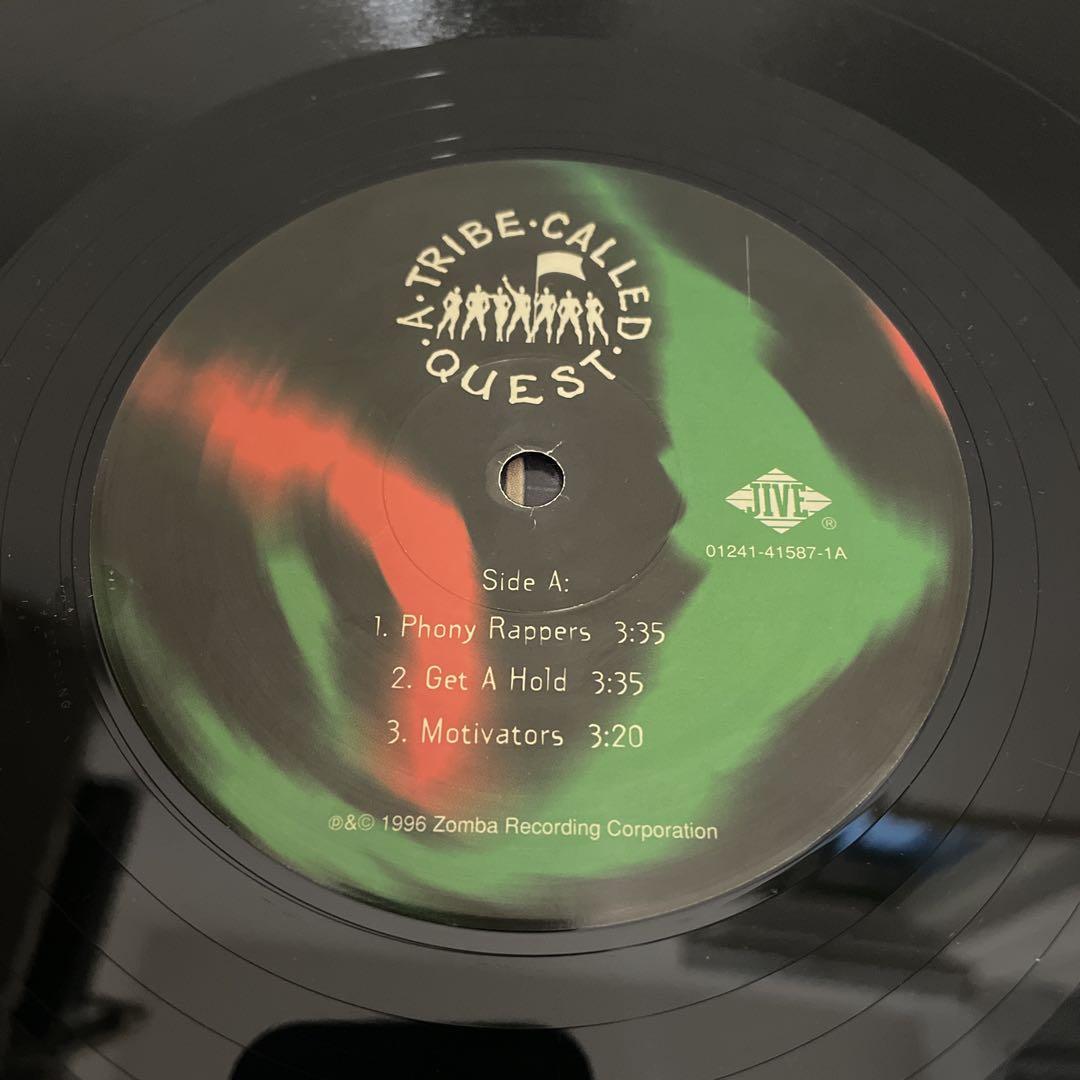 A·TRIBE·CALLED·QUEST·
JIVE ®
01241-41587-1A
Side A:
1. Phony Rappers 3:35
2. Get A Hold 3:35
3. Motivators 3:20
℗&© 1996 Zomba Recording Corporation